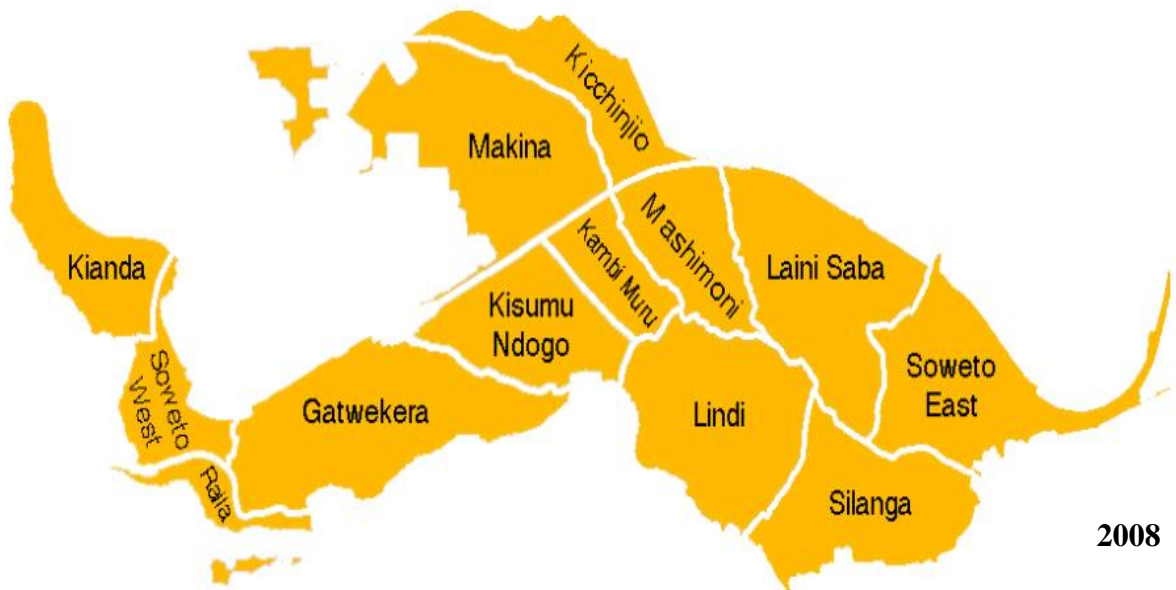 Kicchinjio
Makina
Mashimoni
Kambi Muru
Laini Saba
Kianda
Kisumu
Ndogo
Soweto
West
Soweto
East
Gatwekera
Lindi
Raila
Silanga
2008